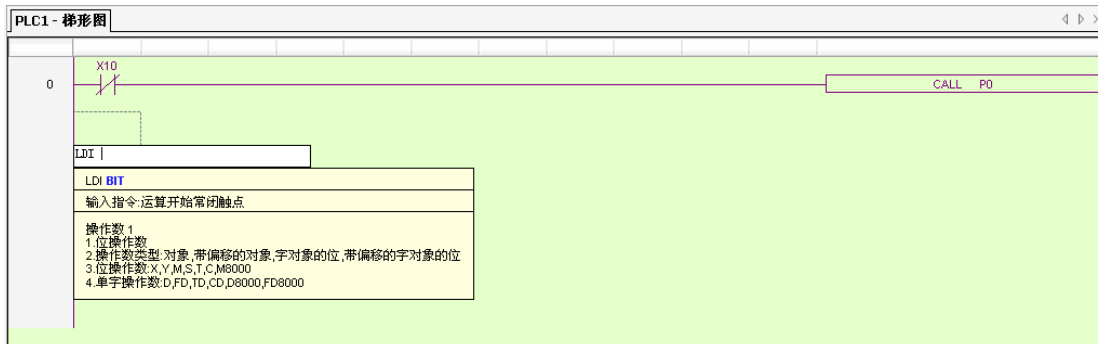 PLC1 - 梯形图
X10
0
CALL P0
LDI
LDI BIT
输入指令:运算开始常闭触点
操作数 1
1.位操作数
2.操作数类型:对象,带偏移的对象,字对象的位,带偏移的字对象的位
3.位操作数:X,Y,M,S,T,C,M8000
4.单字操作数:D,FD,TD,CD,D8000,FD8000